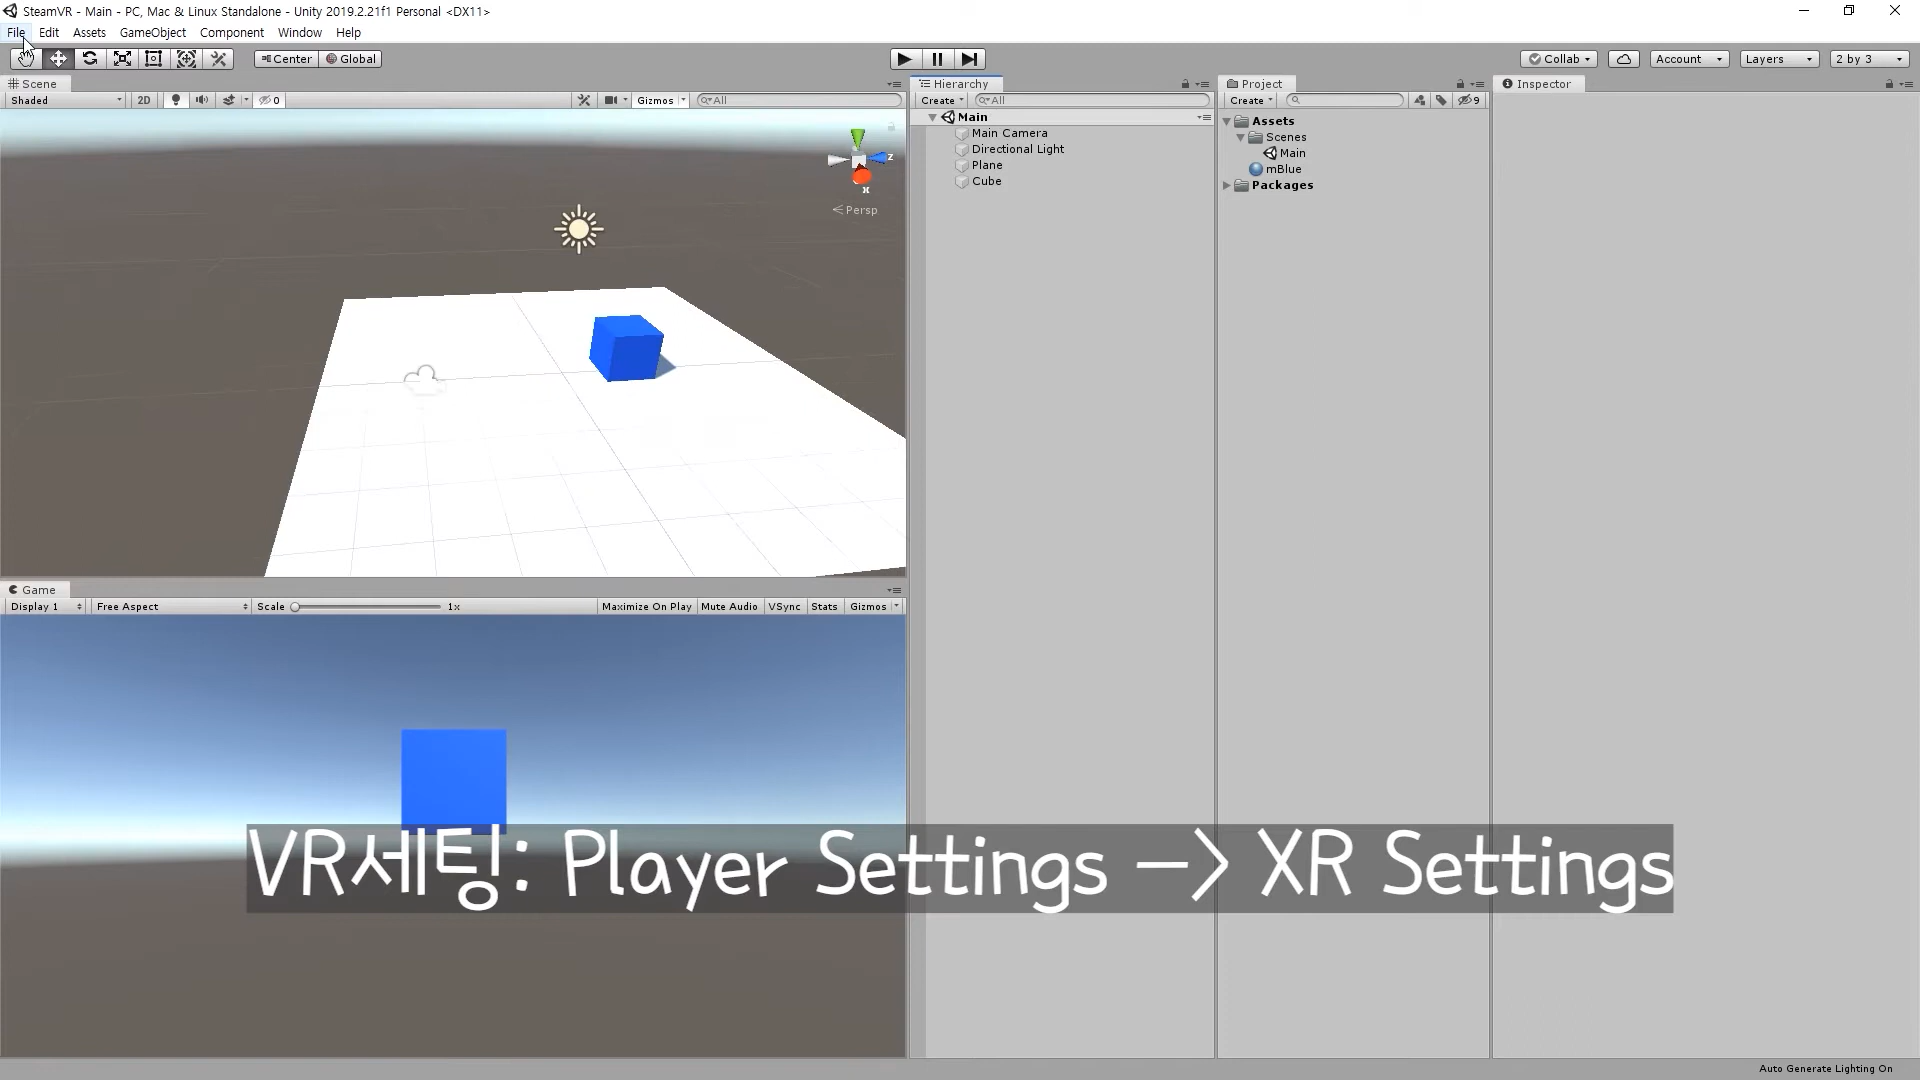 SteamVR - Main - PC, Mac & Linux Standalone - Unity 2019.2.21f1 Personal <DX11>
File Edit Assets GameObject Component Window Help
Center Global Collab Account Layers 2 by 3
Scene
Shaded 2D 0 Gizmos All
z
x
Persp
Game
Display 1 Free Aspect Scale 1x Maximize On Play Mute Audio VSync Stats Gizmos
Hierarchy
Create All
Main
Main Camera
Directional Light
Plane
Cube
Project
Create 9
Assets
Scenes
Main
mBlue
Packages
Inspector
VR세팅: Player Settings -> XR Settings
Auto Generate Lighting On